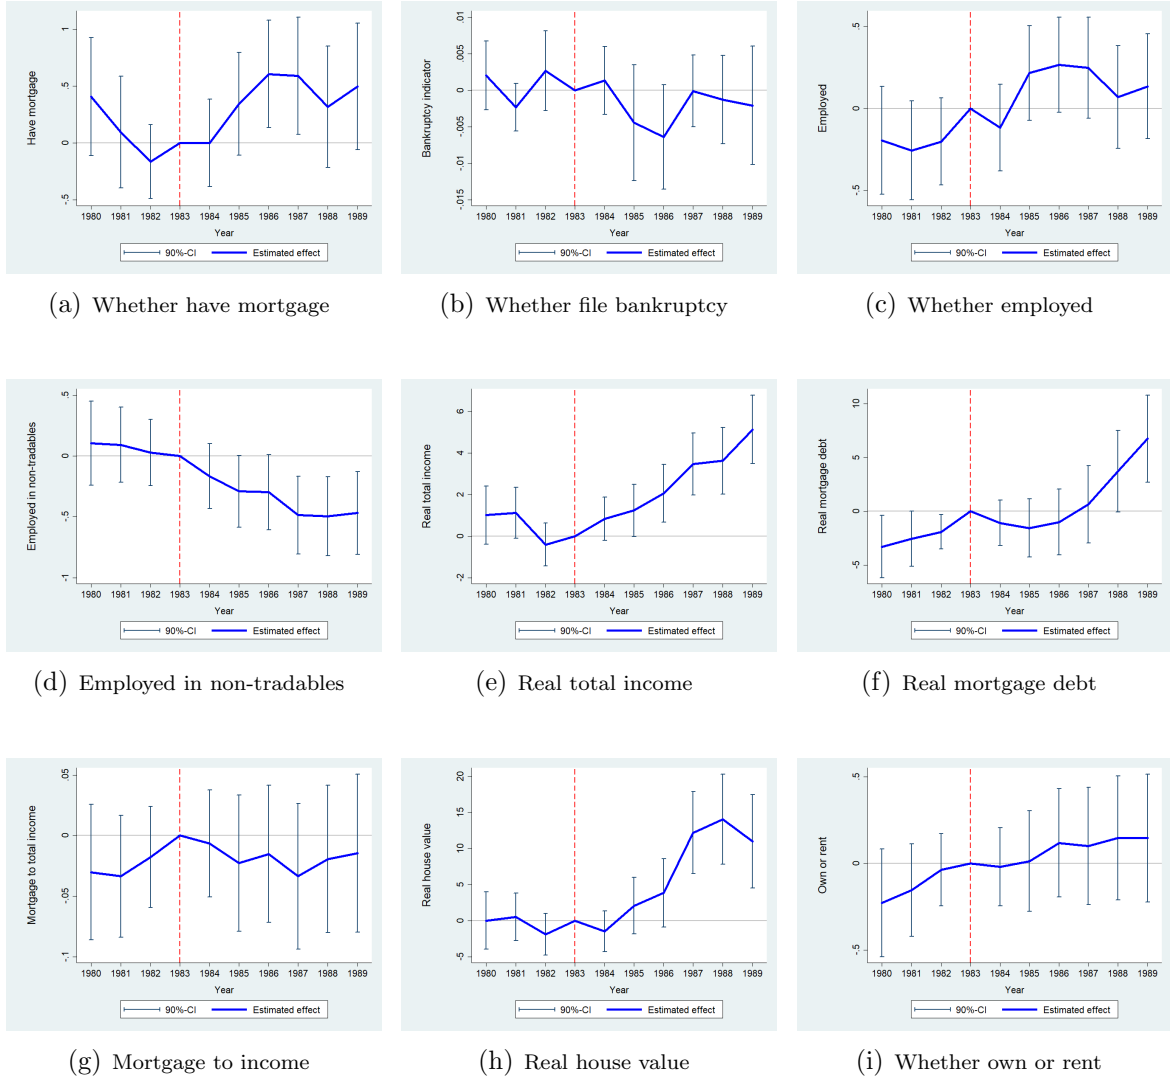 Have mortgage
1
.5
0
-.5
1980 1981 1982 1983 1984 1985 1986 1987 1988 1989
Year
90%-CI Estimated effect
(a) Whether have mortgage
Bankruptcy indicator
.01
.005
0
-.005
-.01
-.015
1980 1981 1982 1983 1984 1985 1986 1987 1988 1989
Year
90%-CI Estimated effect
(b) Whether file bankruptcy
Employed
.5
0
-.5
1980 1981 1982 1983 1984 1985 1986 1987 1988 1989
Year
90%-CI Estimated effect
(c) Whether employed
Employed in non-tradables
.5
0
-.5
-1
1980 1981 1982 1983 1984 1985 1986 1987 1988 1989
Year
90%-CI Estimated effect
(d) Employed in non-tradables
Real total income
6
4
2
0
-2
1980 1981 1982 1983 1984 1985 1986 1987 1988 1989
Year
90%-CI Estimated effect
(e) Real total income
Real mortgage debt
10
5
0
-5
1980 1981 1982 1983 1984 1985 1986 1987 1988 1989
Year
90%-CI Estimated effect
(f) Real mortgage debt
Mortgage to total income
.05
0
-.05
-.1
1980 1981 1982 1983 1984 1985 1986 1987 1988 1989
Year
90%-CI Estimated effect
(g) Mortgage to income
Real house value
20
15
10
5
0
-5
1980 1981 1982 1983 1984 1985 1986 1987 1988 1989
Year
90%-CI Estimated effect
(h) Real house value
Own or rent
.5
0
-.5
1980 1981 1982 1983 1984 1985 1986 1987 1988 1989
Year
90%-CI Estimated effect
(i) Whether own or rent